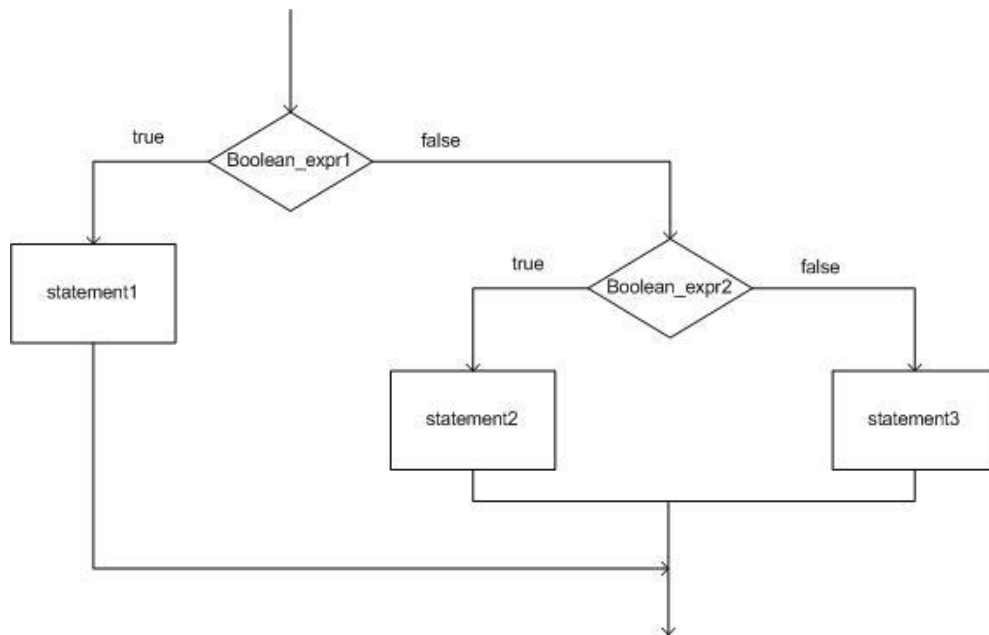 true
false
Boolean_expr1
true
false
statement1
Boolean_expr2
statement2
statement3